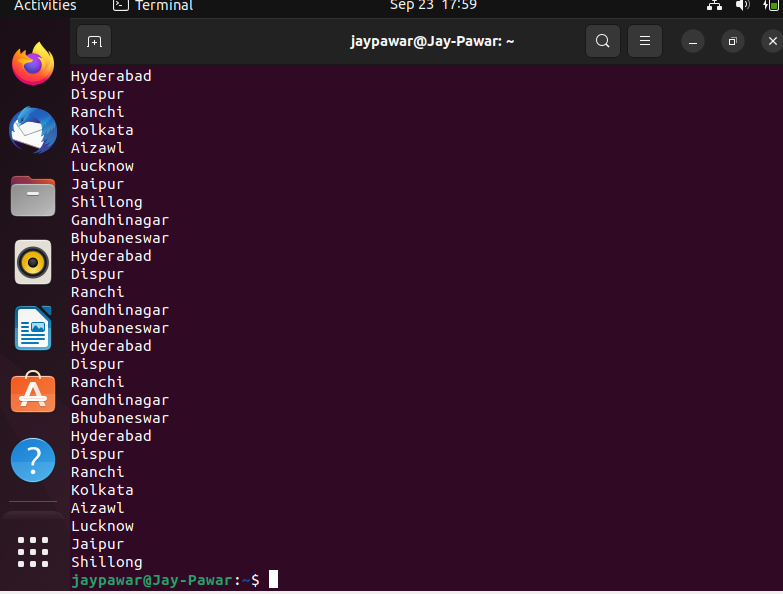 Activities Terminal Sep 23 17:59
jaypawar@Jay-Pawar: ~
Hyderabad
Dispur
Ranchi
Kolkata
Aizawl
Lucknow
Jaipur
Shillong
Gandhinagar
Bhubaneswar
Hyderabad
Dispur
Ranchi
Gandhinagar
Bhubaneswar
Hyderabad
Dispur
Ranchi
Gandhinagar
Bhubaneswar
Hyderabad
Dispur
Ranchi
Kolkata
Aizawl
Lucknow
Jaipur
Shillong
jaypawar@Jay-Pawar:~$